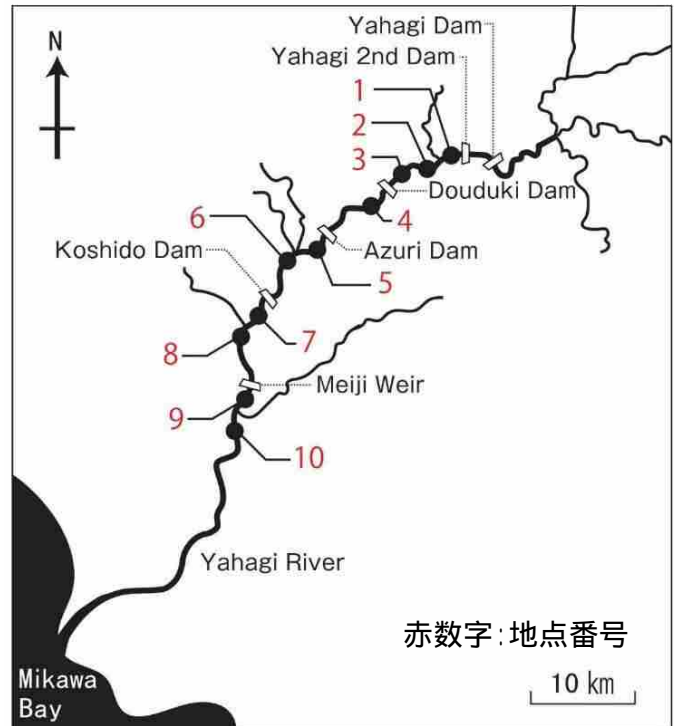 Yahagi Dam
N
Yahagi 2nd Dam
1
2
3
Douduki Dam
4
6
Koshido Dam
Azuri Dam
5
7
8
Meiji Weir
9
10
Yahagi River
赤数字:地点番号
Mikawa
Bay
10 km